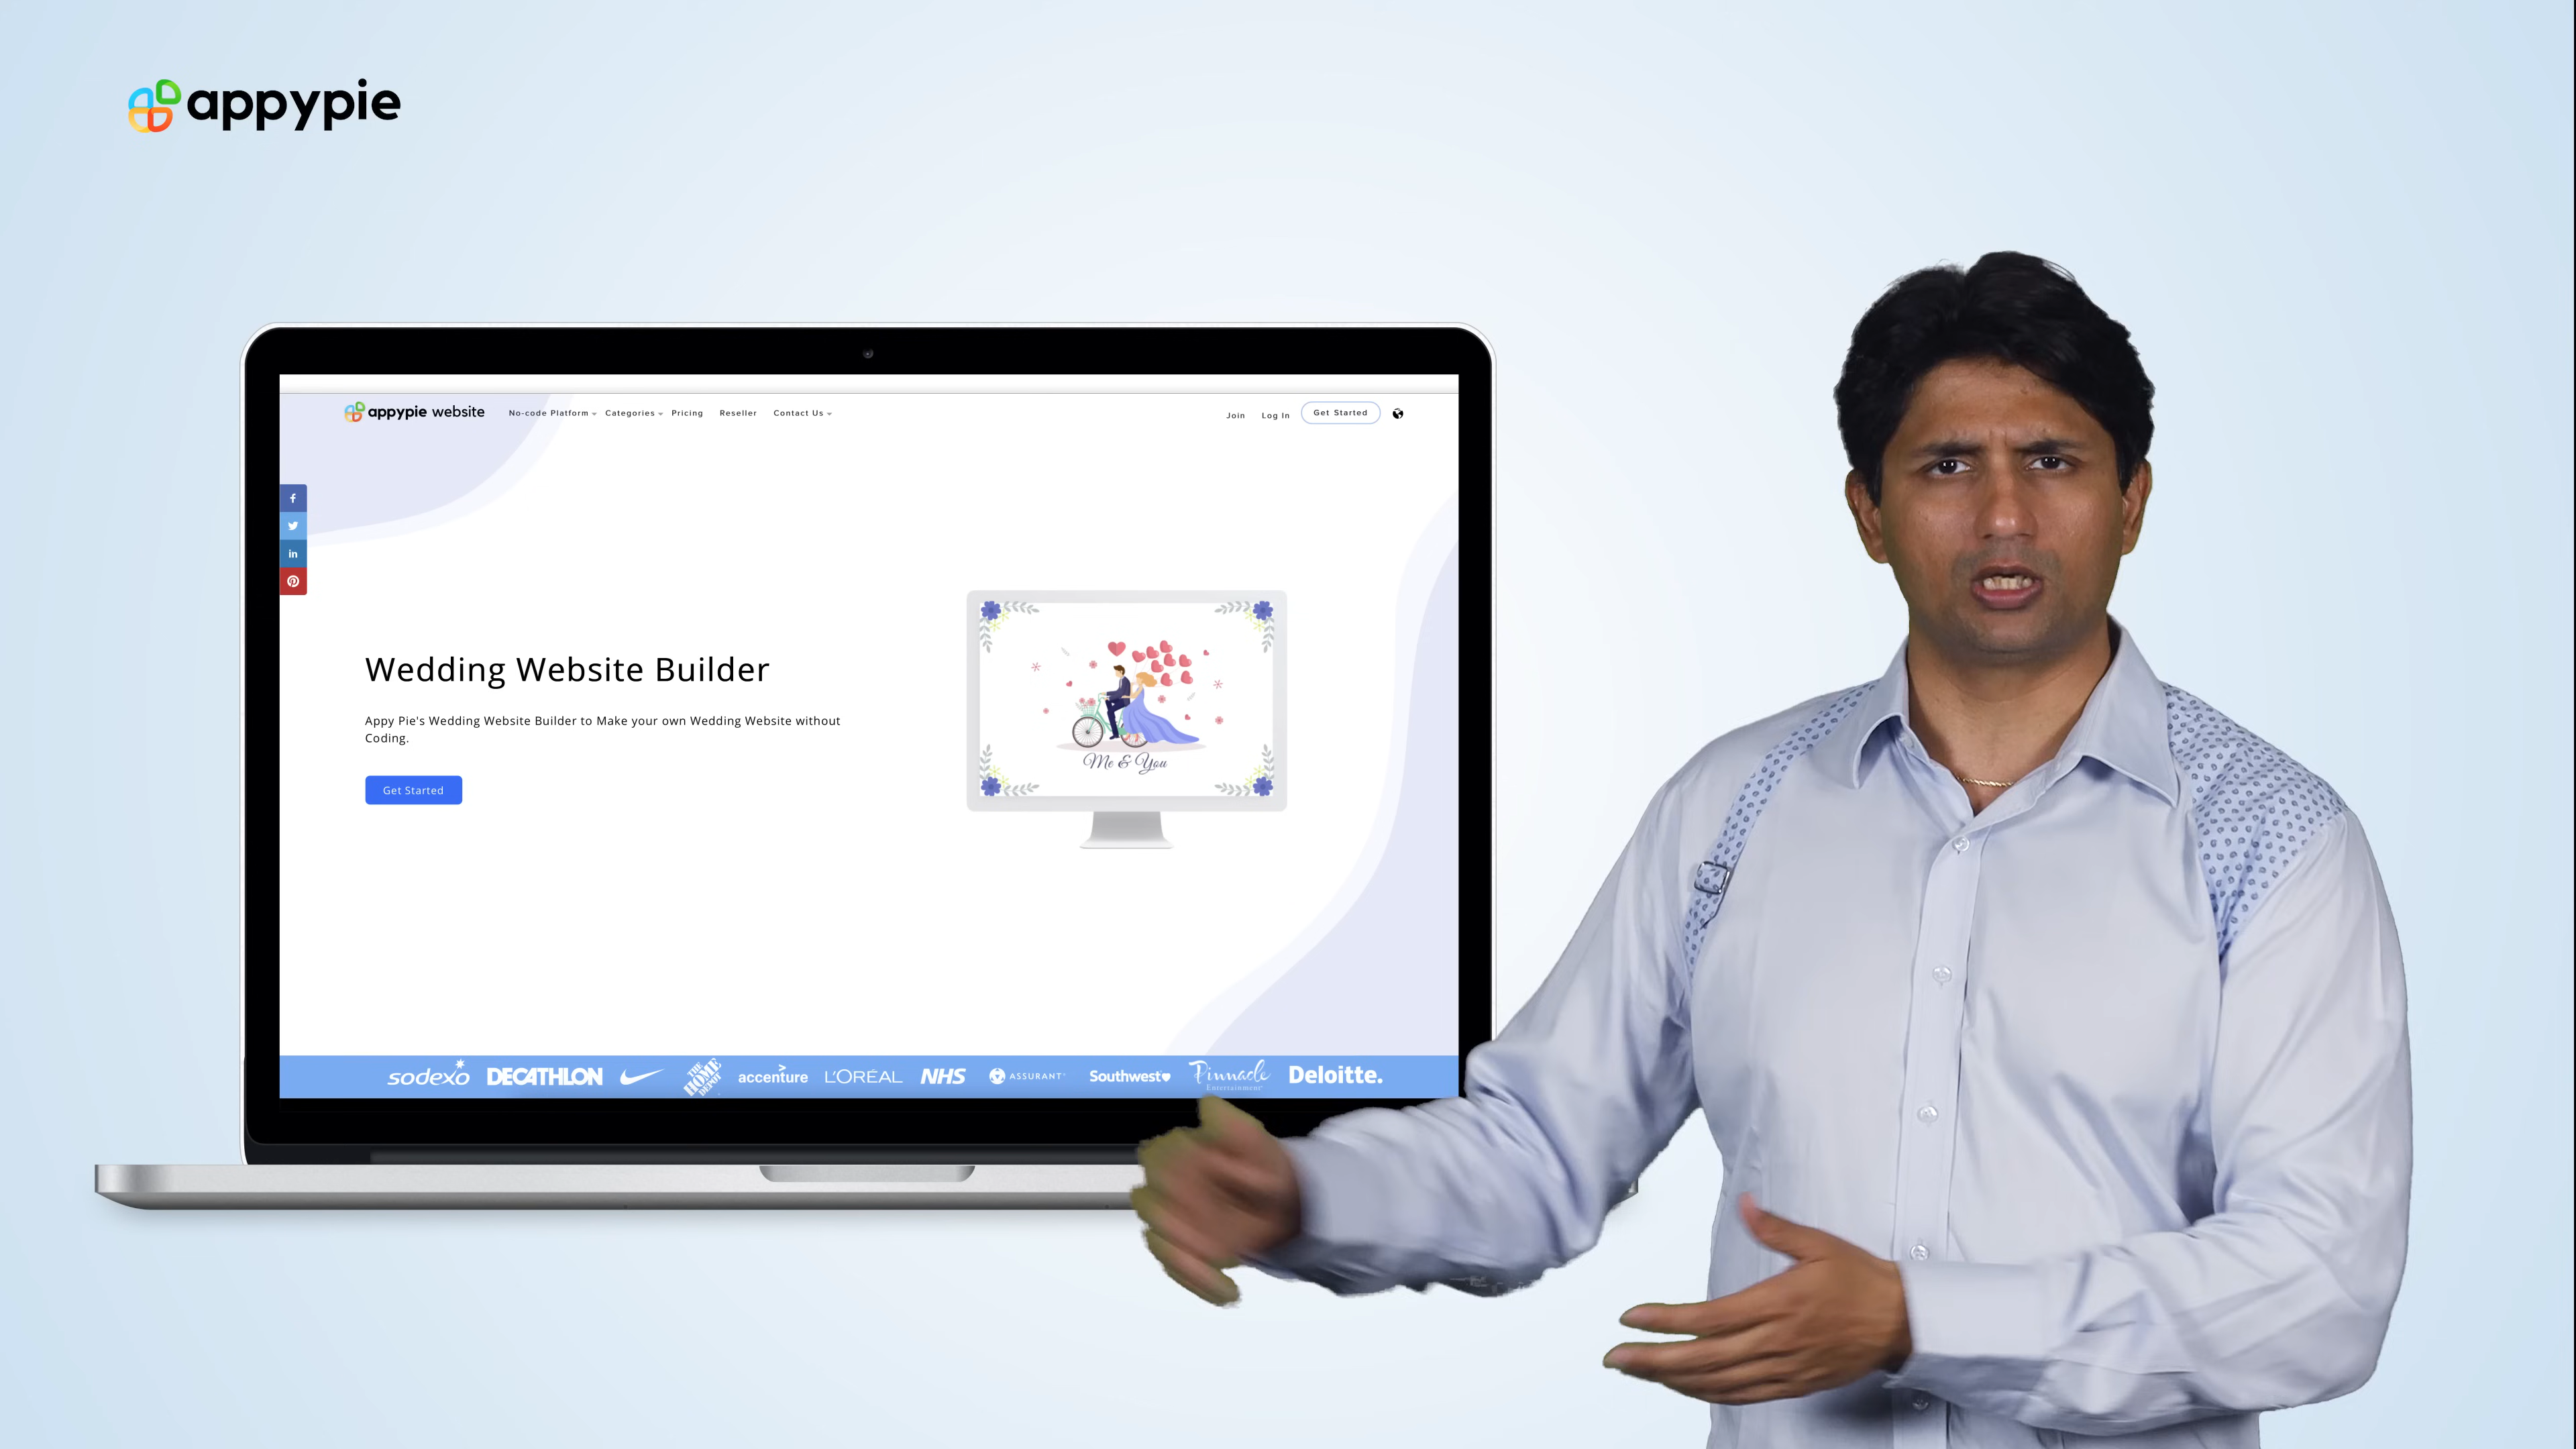 appypie
appypie website No-code Platform Categories Pricing Reseller Contact Us Join Log In Get Started
f
in
Wedding Website Builder
Appy Pie's Wedding Website Builder to Make your own Wedding Website without
Coding.
Get Started
Me & You
sodexo DECATHLON THE HOME DEPOT accenture L'ORÉAL NHS ASSURANT Southwest Pinnacle Entertainment Deloitte.